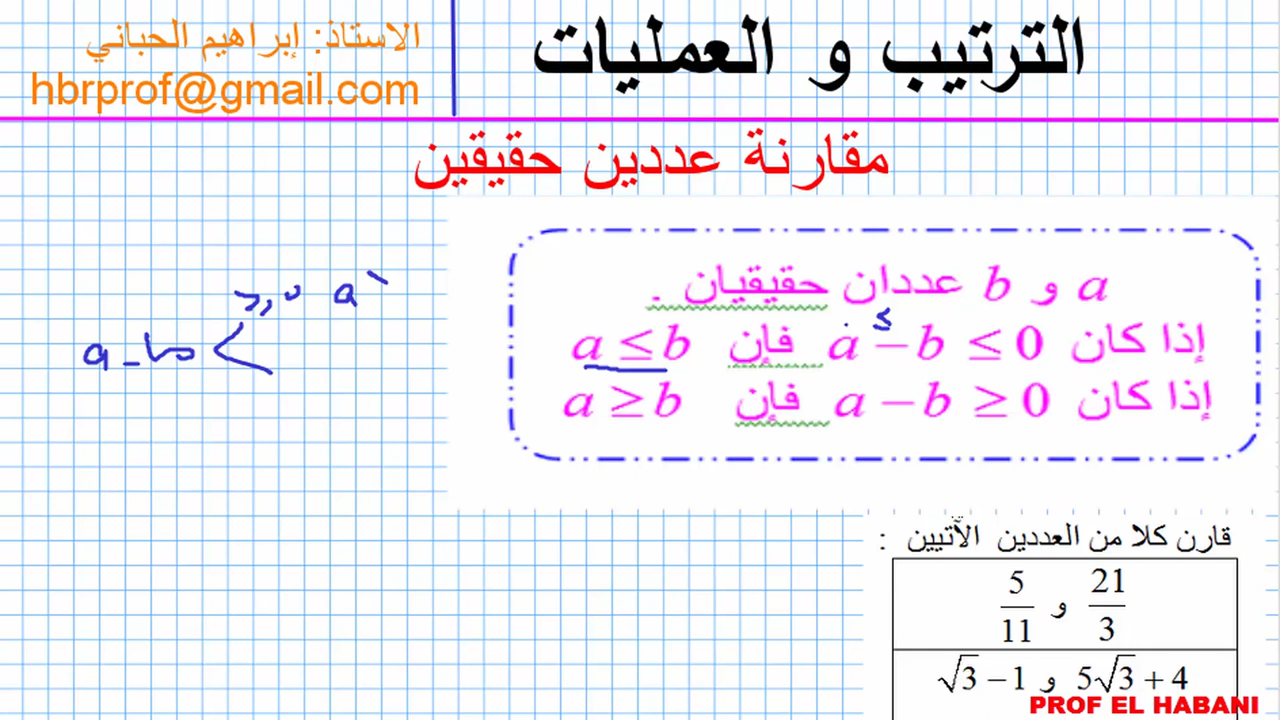 الترتيب و العمليات
الاستاذ: إبراهيم الحباني
hbrprof@gmail.com
مقارنة عددين حقيقين
a و b عددان حقيقيان .
إذا كان a − b ≤ 0 فإن a ≤ b
إذا كان a − b ≥ 0 فإن a ≥ b
≤
a - b < ≥ 0 a
قارن كلا من العددين الآتيين :
21/3 و 5/11
5√3 + 4 و √3 − 1
PROF EL HABANI